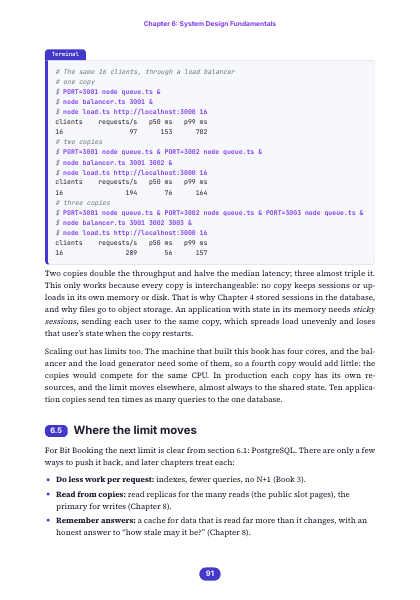 Chapter 6: System Design Fundamentals
Terminal
# The same 16 clients, through a load balancer
# one copy
$ PORT=3001 node queue.ts &
$ node balancer.ts 3001 &
$ node load.ts http://localhost:3000 16
clients requests/s p50 ms p99 ms
16 97 153 702
# two copies
$ PORT=3001 node queue.ts & PORT=3002 node queue.ts &
$ node balancer.ts 3001 3002 &
$ node load.ts http://localhost:3000 16
clients requests/s p50 ms p99 ms
16 194 76 164
# three copies
$ PORT=3001 node queue.ts & PORT=3002 node queue.ts & PORT=3003 node queue.ts &
$ node balancer.ts 3001 3002 3003 &
$ node load.ts http://localhost:3000 16
clients requests/s p50 ms p99 ms
16 289 56 157
Two copies double the throughput and halve the median latency; three almost triple it.
This only works because every copy is interchangeable: no copy keeps sessions or up-
loads in its own memory or disk. That is why Chapter 4 stored sessions in the database,
and why files go to object storage. An application with state in its memory needs sticky
sessions, sending each user to the same copy, which spreads load unevenly and loses
that user's state when the copy restarts.
Scaling out has limits too. The machine that built this book has four cores, and the bal-
ancer and the load generator need some of them, so a fourth copy would add little: the
copies would compete for the same CPU. In production each copy has its own re-
sources, and the limit moves elsewhere, almost always to the shared state. Ten applica-
tion copies send ten times as many queries to the one database.
6.5 Where the limit moves
For Bit Booking the next limit is clear from section 6.1: PostgreSQL. There are only a few
ways to push it back, and later chapters treat each:
• Do less work per request: indexes, fewer queries, no N+1 (Book 3).
• Read from copies: read replicas for the many reads (the public slot pages), the
primary for writes (Chapter 8).
• Remember answers: a cache for data that is read far more than it changes, with an
honest answer to "how stale may it be?" (Chapter 8).
91